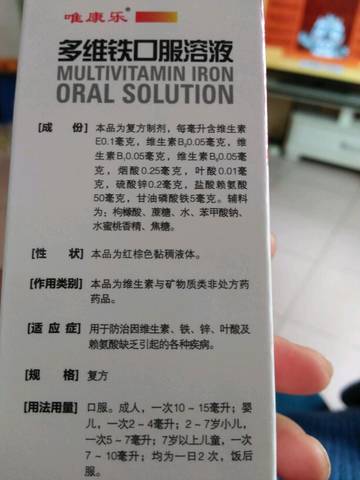 唯康乐®
多维铁口服溶液
MULTIVITAMIN IRON
ORAL SOLUTION
[成 份] 本品为复方制剂，每毫升含维生素
E0.1毫克，维生素B₁0.05毫克，维
生素B₂0.05毫克，维生素B₆0.05毫
克，烟酸0.25毫克，叶酸0.01毫
克，硫酸锌0.2毫克，盐酸赖氨酸
50毫克，甘油磷酸铁5毫克。辅料
为：枸橼酸、蔗糖、水、苯甲酸钠、
水蜜桃香精、焦糖。
[性 状] 本品为红棕色黏稠液体。
[作用类别] 本品为维生素与矿物质类非处方药
药品。
[适 应 症] 用于防治因维生素、铁、锌、叶酸及
赖氨酸缺乏引起的各种疾病。
[规 格] 复方
[用法用量] 口服。成人，一次10－15毫升；婴
儿，一次2－4毫升；2－7岁小儿，
一次5－7毫升；7岁以上儿童，一次
7－10毫升；均为一日2次，饭后
服。